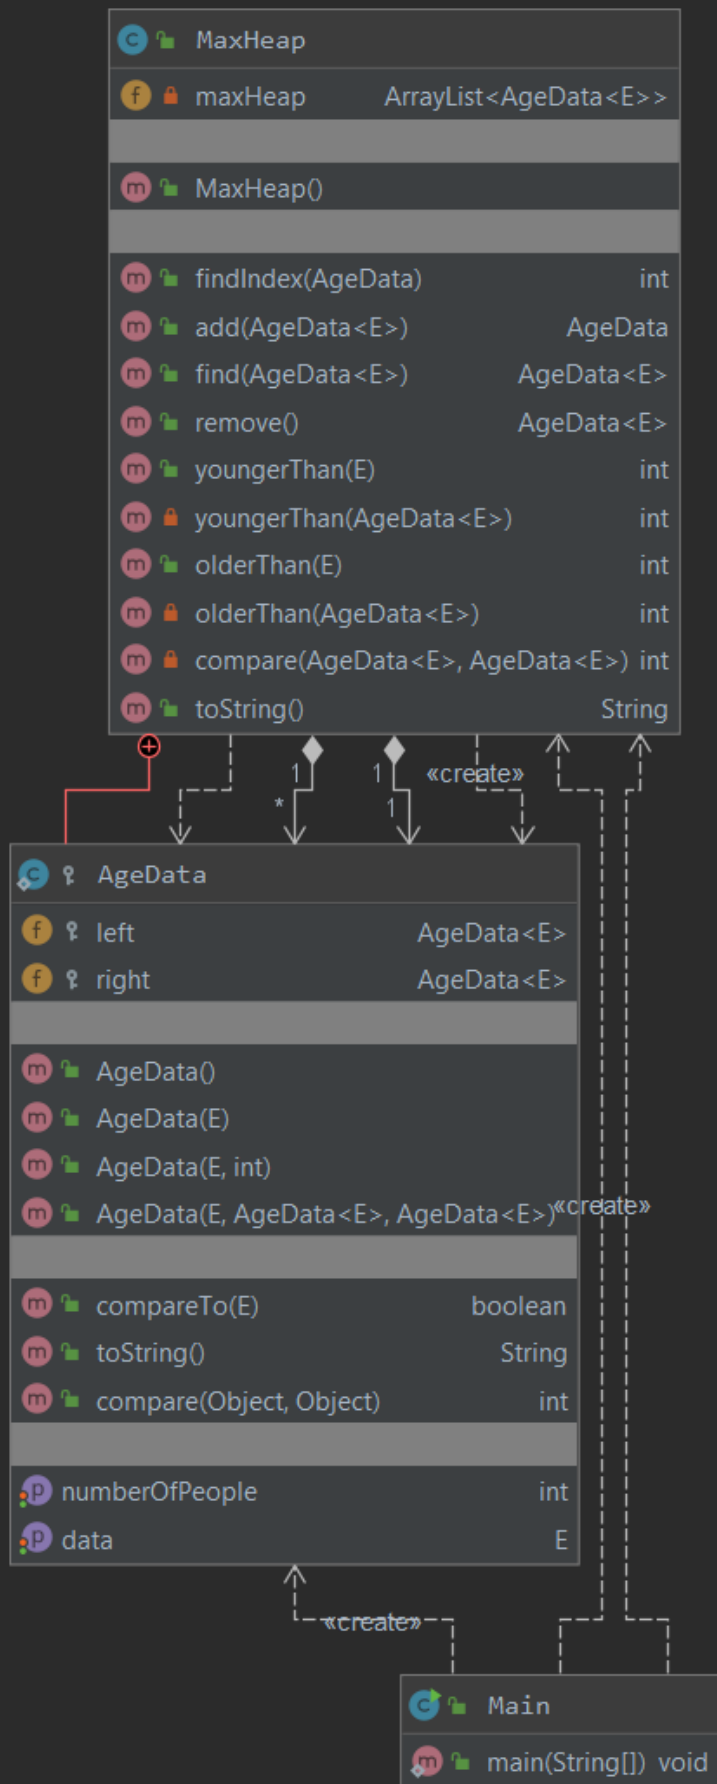 MaxHeap
maxHeap ArrayList<AgeData<E>>
MaxHeap()
findIndex(AgeData) int
add(AgeData<E>) AgeData
find(AgeData<E>) AgeData<E>
remove() AgeData<E>
youngerThan(E) int
youngerThan(AgeData<E>) int
olderThan(E) int
olderThan(AgeData<E>) int
compare(AgeData<E>, AgeData<E>) int
toString() String
1 1 «create»
* 1
AgeData
left AgeData<E>
right AgeData<E>
AgeData()
AgeData(E)
AgeData(E, int)
AgeData(E, AgeData<E>, AgeData<E>) «create»
compareTo(E) boolean
toString() String
compare(Object, Object) int
numberOfPeople int
data E
«create»
Main
main(String[]) void